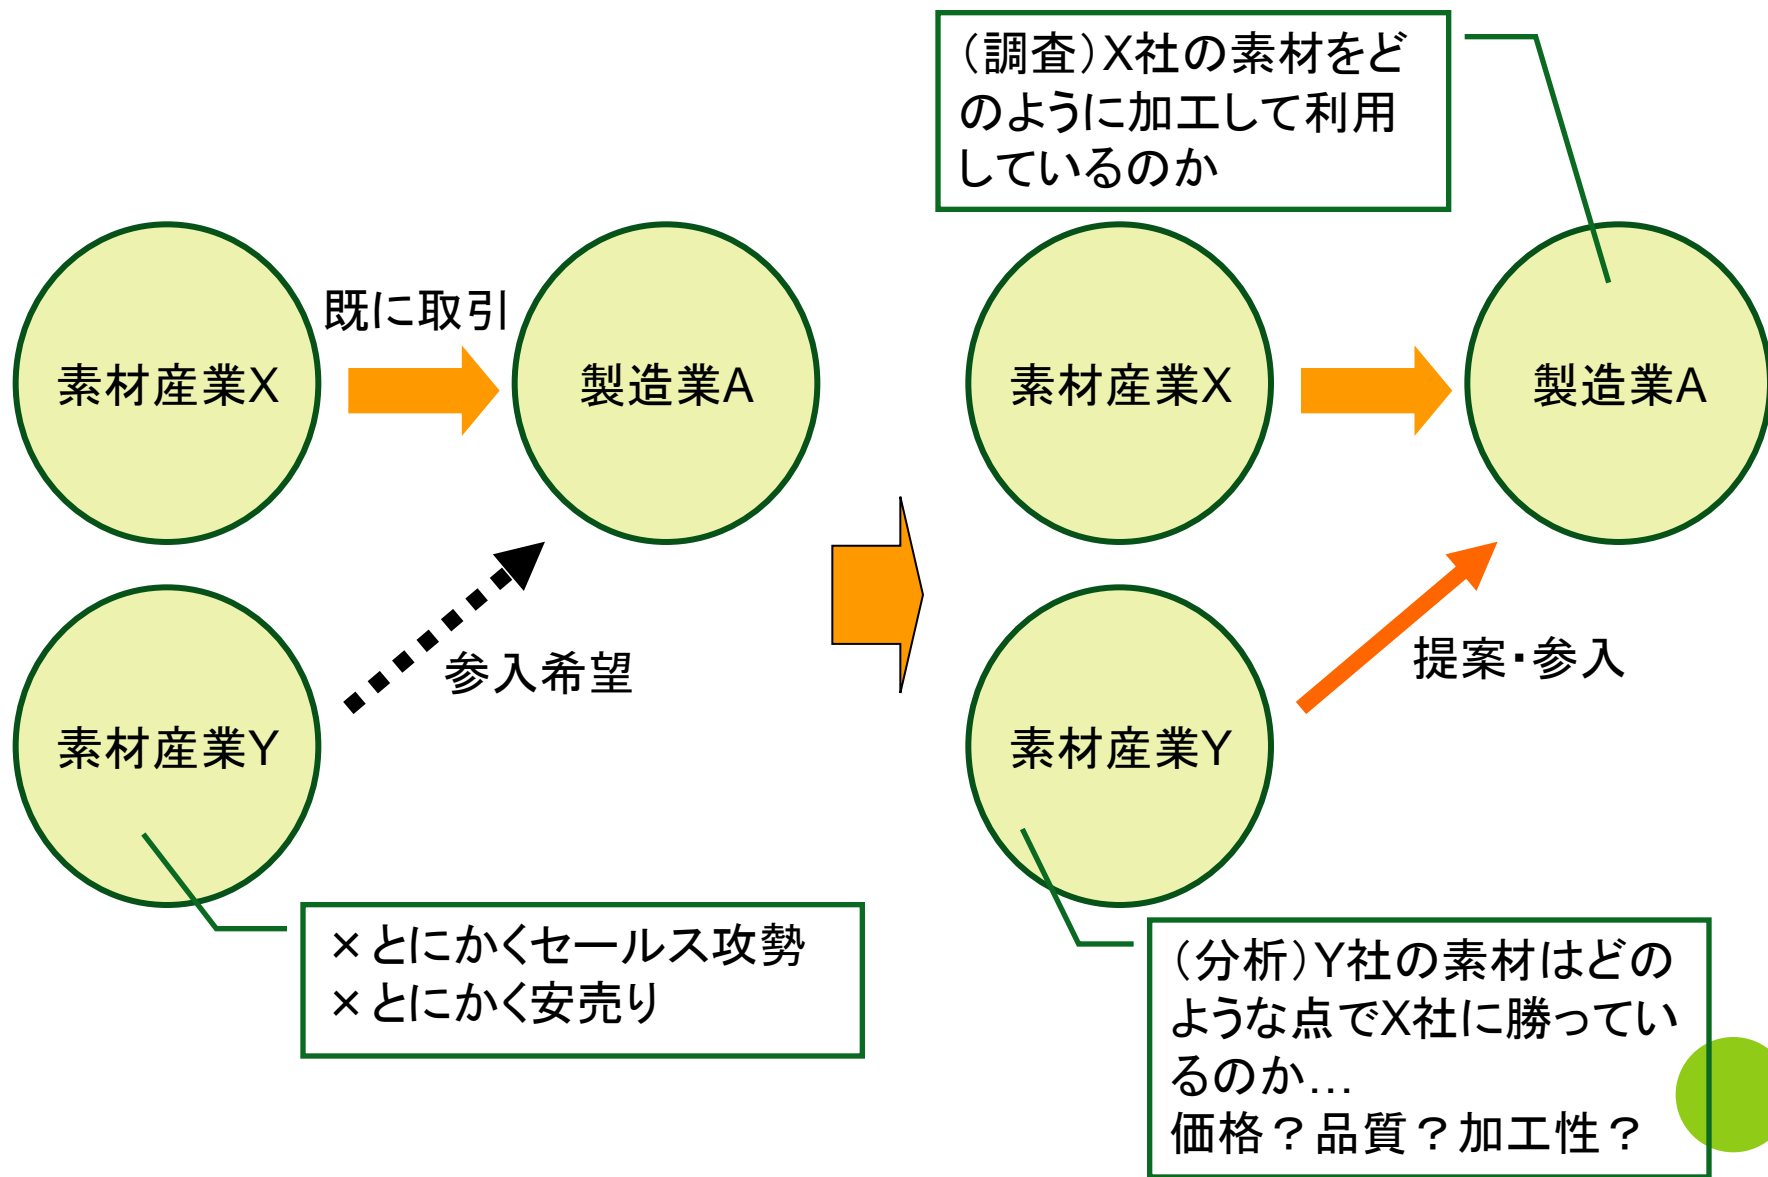 既に取引
素材産業X
製造業A
参入希望
素材産業Y
×とにかくセールス攻勢
×とにかく安売り
（調査）X社の素材をど
のように加工して利用
しているのか
素材産業X
製造業A
提案・参入
素材産業Y
（分析）Y社の素材はどの
ような点でX社に勝ってい
るのか…
価格？品質？加工性？